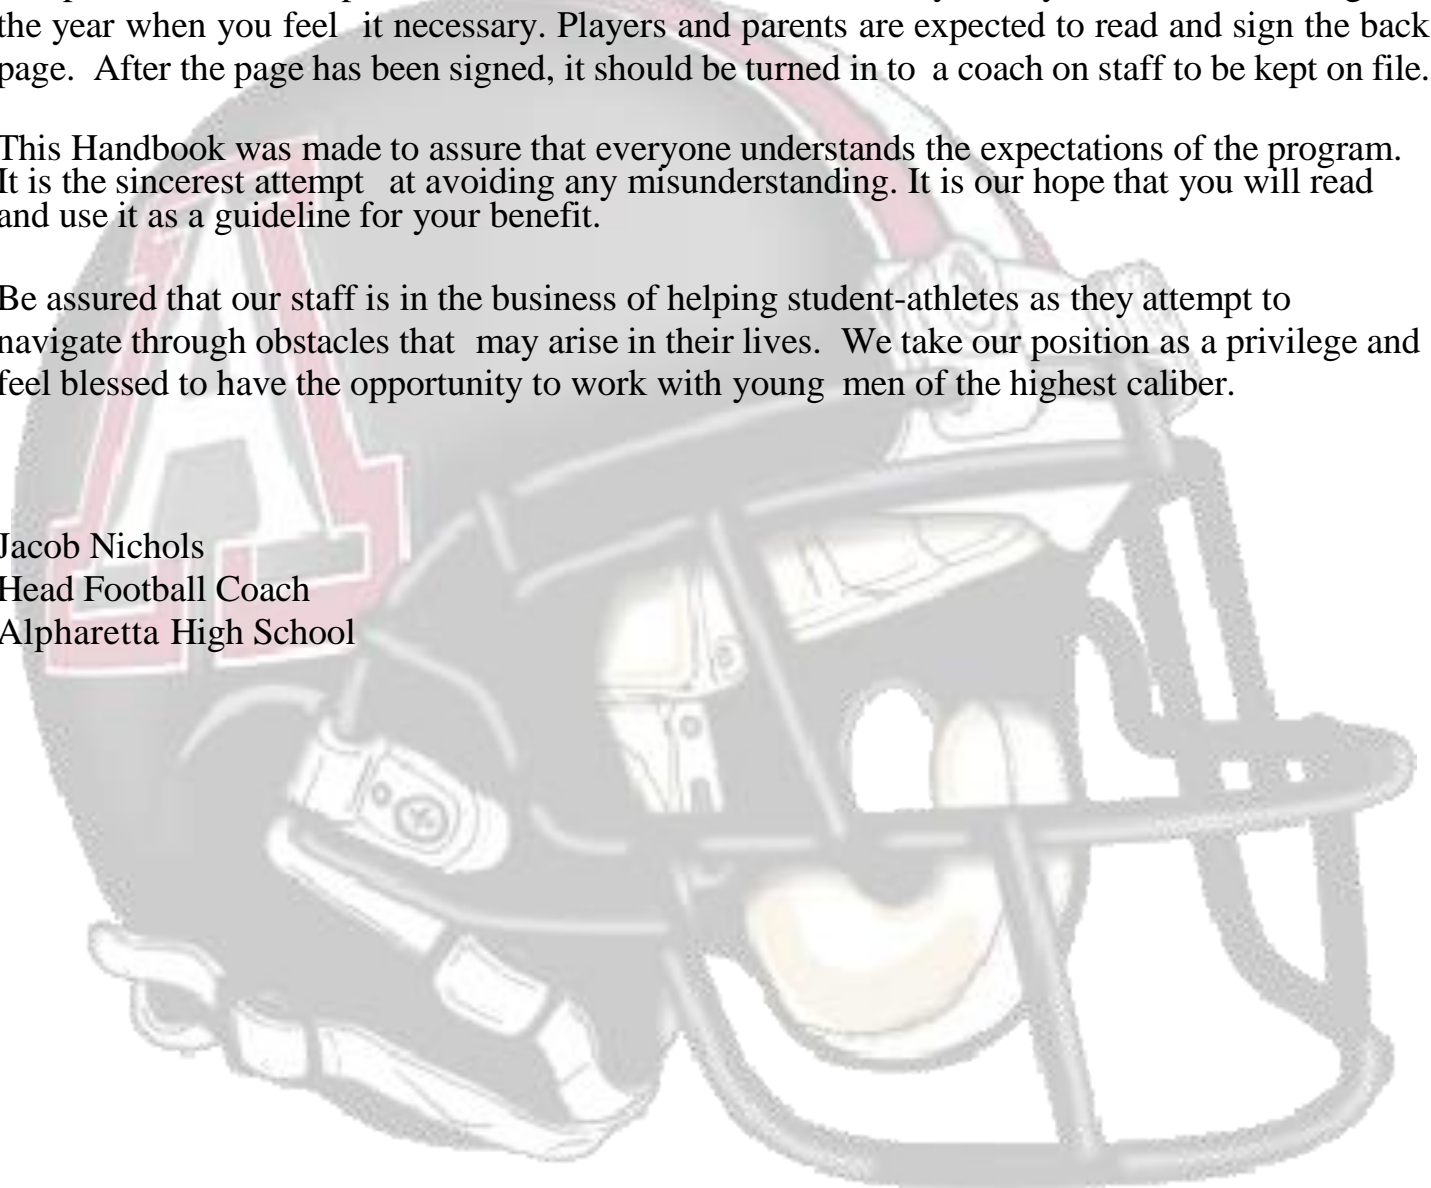 the year when you feel it necessary. Players and parents are expected to read and sign the back
page. After the page has been signed, it should be turned in to a coach on staff to be kept on file.
This Handbook was made to assure that everyone understands the expectations of the program.
It is the sincerest attempt at avoiding any misunderstanding. It is our hope that you will read
and use it as a guideline for your benefit.
Be assured that our staff is in the business of helping student-athletes as they attempt to
navigate through obstacles that may arise in their lives. We take our position as a privilege and
feel blessed to have the opportunity to work with young men of the highest caliber.
Jacob Nichols
Head Football Coach
Alpharetta High School
A